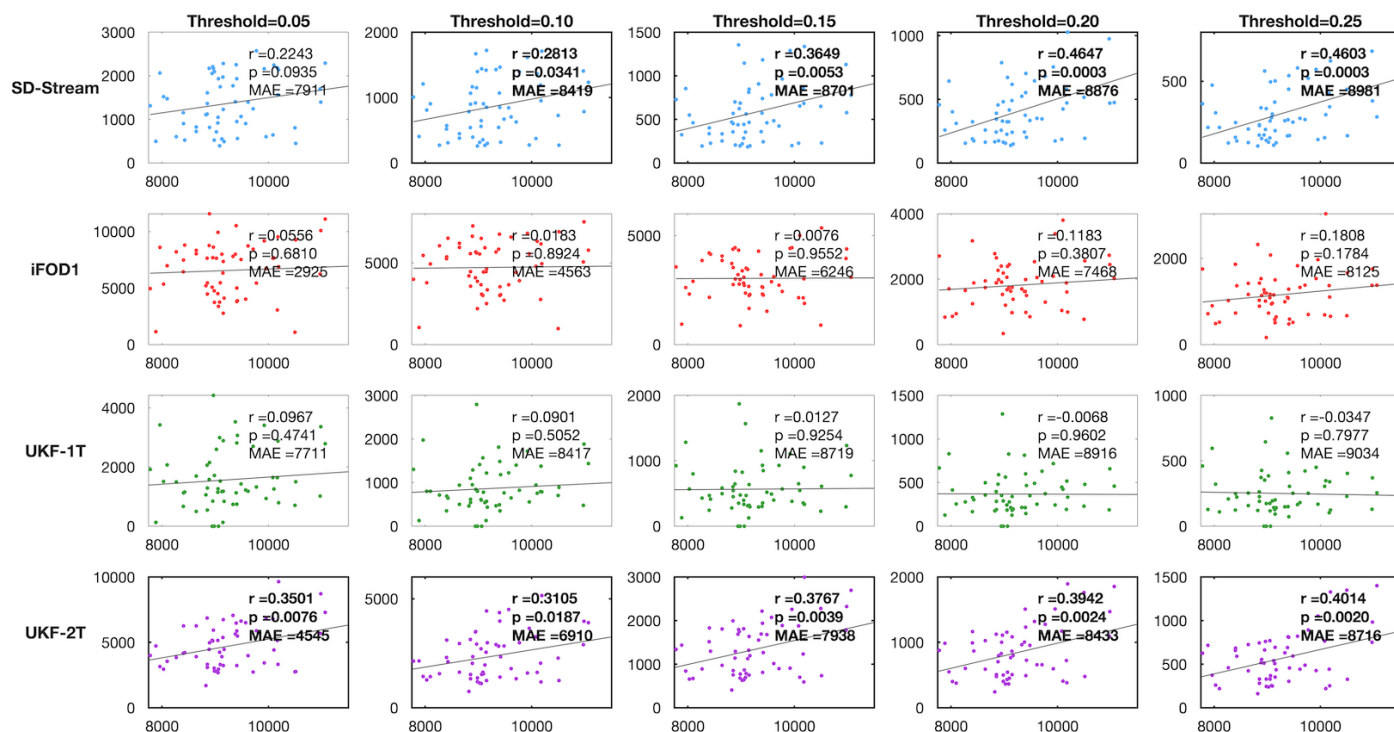 Threshold=0.05 Threshold=0.10 Threshold=0.15 Threshold=0.20 Threshold=0.25
SD-Stream
3000
2000
1000
0
8000 10000
r =0.2243
p =0.0935
MAE =7911
2000
1000
0
8000 10000
r =0.2813
p =0.0341
MAE =8419
1500
1000
500
0
8000 10000
r =0.3649
p =0.0053
MAE =8701
1000
500
0
8000 10000
r =0.4647
p =0.0003
MAE =8876
500
0
8000 10000
r =0.4603
p =0.0003
MAE =8981
iFOD1
10000
5000
0
8000 10000
r =0.0556
p =0.6810
MAE =2925
5000
0
8000 10000
r =0.0183
p =0.8924
MAE =4563
5000
0
8000 10000
r =0.0076
p =0.9552
MAE =6246
4000
2000
0
8000 10000
r =0.1183
p =0.3807
MAE =7468
2000
1000
0
8000 10000
r =0.1808
p =0.1784
MAE =8125
UKF-1T
4000
2000
0
8000 10000
r =0.0967
p =0.4741
MAE =7711
3000
2000
1000
0
8000 10000
r =0.0901
p =0.5052
MAE =8417
2000
1500
1000
500
0
8000 10000
r =0.0127
p =0.9254
MAE =8719
1500
1000
500
0
8000 10000
r =-0.0068
p =0.9602
MAE =8916
1000
500
0
8000 10000
r =-0.0347
p =0.7977
MAE =9034
UKF-2T
10000
5000
0
8000 10000
r =0.3501
p =0.0076
MAE =4545
5000
0
8000 10000
r =0.3105
p =0.0187
MAE =6910
3000
2000
1000
0
8000 10000
r =0.3767
p =0.0039
MAE =7938
2000
1000
0
8000 10000
r =0.3942
p =0.0024
MAE =8433
1500
1000
500
0
8000 10000
r =0.4014
p =0.0020
MAE =8716